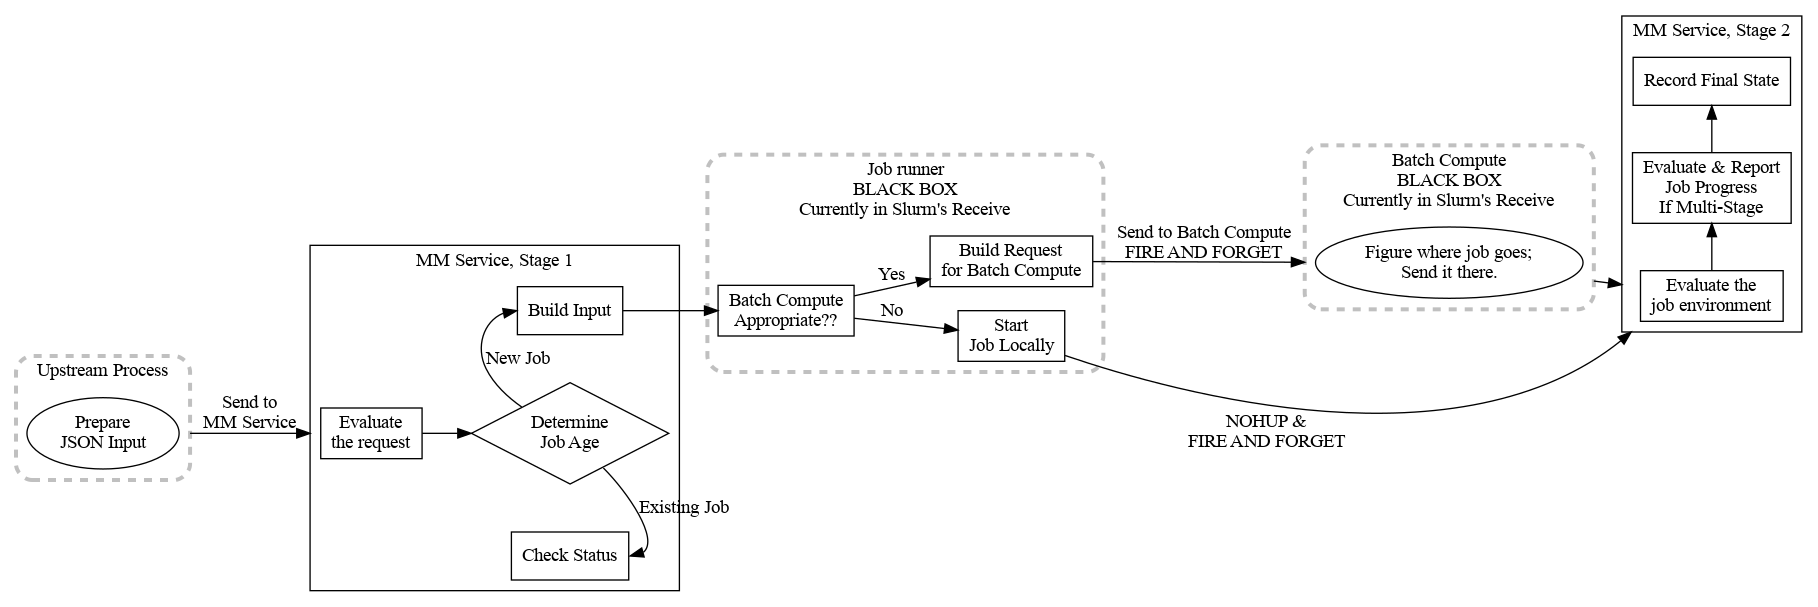 Upstream Process
Prepare
JSON Input
Send to
MM Service
MM Service, Stage 1
Evaluate
the request
Determine
Job Age
New Job
Build Input
Existing Job
Check Status
Job runner
BLACK BOX
Currently in Slurm's Receive
Batch Compute
Appropriate??
Yes
Build Request
for Batch Compute
No
Start
Job Locally
Send to Batch Compute
FIRE AND FORGET
NOHUP &
FIRE AND FORGET
Batch Compute
BLACK BOX
Currently in Slurm's Receive
Figure where job goes;
Send it there.
MM Service, Stage 2
Record Final State
Evaluate & Report
Job Progress
If Multi-Stage
Evaluate the
job environment